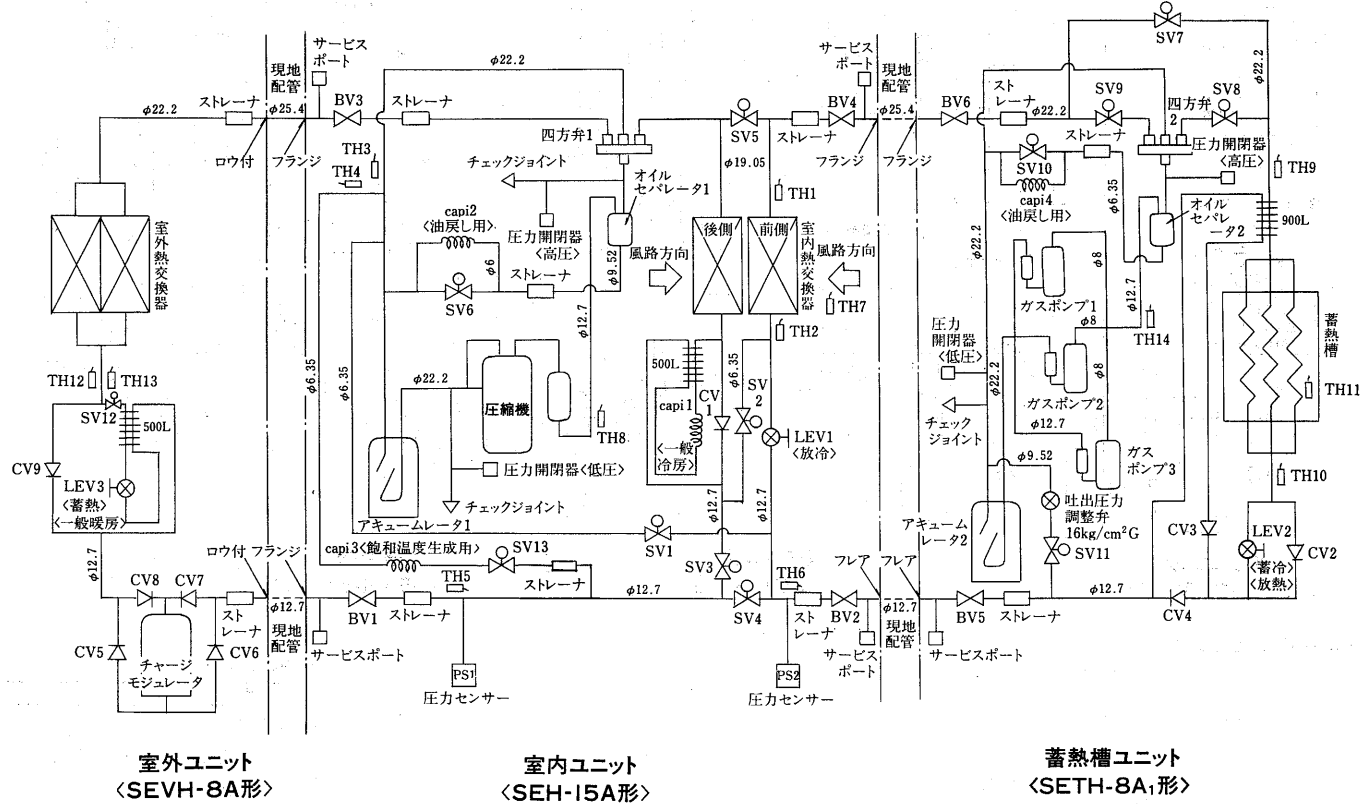 サービス
ポート
現地
配管
φ22.2
ストレーナ
φ25.4
BV3
ストレーナ
φ22.2
ロウ付
フランジ
TH3
TH4
四方弁1
チェックジョイント
圧力開閉器
〈高圧〉
オイル
セパレータ1
capi2
〈油戻し用〉
φ6
ストレーナ
SV6
φ9.52
φ12.7
φ6.35
φ6.35
室外熱交換器
TH12
TH13
SV12
500L
CV9
LEV3
〈蓄熱〉
〈一般暖房〉
φ12.7
CV8
CV7
ストレーナ
ロウ付
フランジ
φ12.7
現地
配管
CV5
CV6
チャージ
モジュレータ
φ22.2
圧縮機
TH8
圧力開閉器〈低圧〉
チェックジョイント
アキュームレータ1
capi3〈飽和温度生成用〉
SV13
ストレーナ
TH5
BV1
ストレーナ
サービスポート
PS1
圧力センサー
φ12.7
SV5
φ19.05
ストレーナ
BV4
サービス
ポート
現地
配管
φ25.4
フランジ
フランジ
TH1
後側
前側
室内熱交換器
風路方向
風路方向
TH7
TH2
500L
φ6.35
capi1
〈一般
冷房〉
CV1
SV2
LEV1
〈放冷〉
φ12.7
φ12.7
SV1
SV3
SV4
TH6
ストレーナ
BV2
フレア
フレア
φ12.7
現地
配管
サービス
ポート
PS2
圧力センサー
SV7
φ22.2
BV6
ストレーナ
φ22.2
SV9
四方弁2
SV8
ストレーナ
SV10
capi4
〈油戻し用〉
φ6.35
圧力開閉器
〈高圧〉
TH9
オイル
セパレータ2
900L
φ22.2
φ8
ガスポンプ1
φ12.7
φ8
TH14
圧力
開閉器
〈低圧〉
φ22.2
ガスポンプ2
φ8
チェック
ジョイント
φ12.7
ガス
ポンプ3
φ9.52
吐出圧力
調整弁
16kg/cm²G
SV11
アキューム
レータ2
蓄熱槽
TH11
TH10
CV3
LEV2
〈蓄冷〉
〈放熱〉
CV2
BV5
ストレーナ
φ12.7
CV4
サービスポート
室外ユニット
〈SEVH-8A形〉
室内ユニット
〈SEH-15A形〉
蓄熱槽ユニット
〈SETH-8A₁形〉